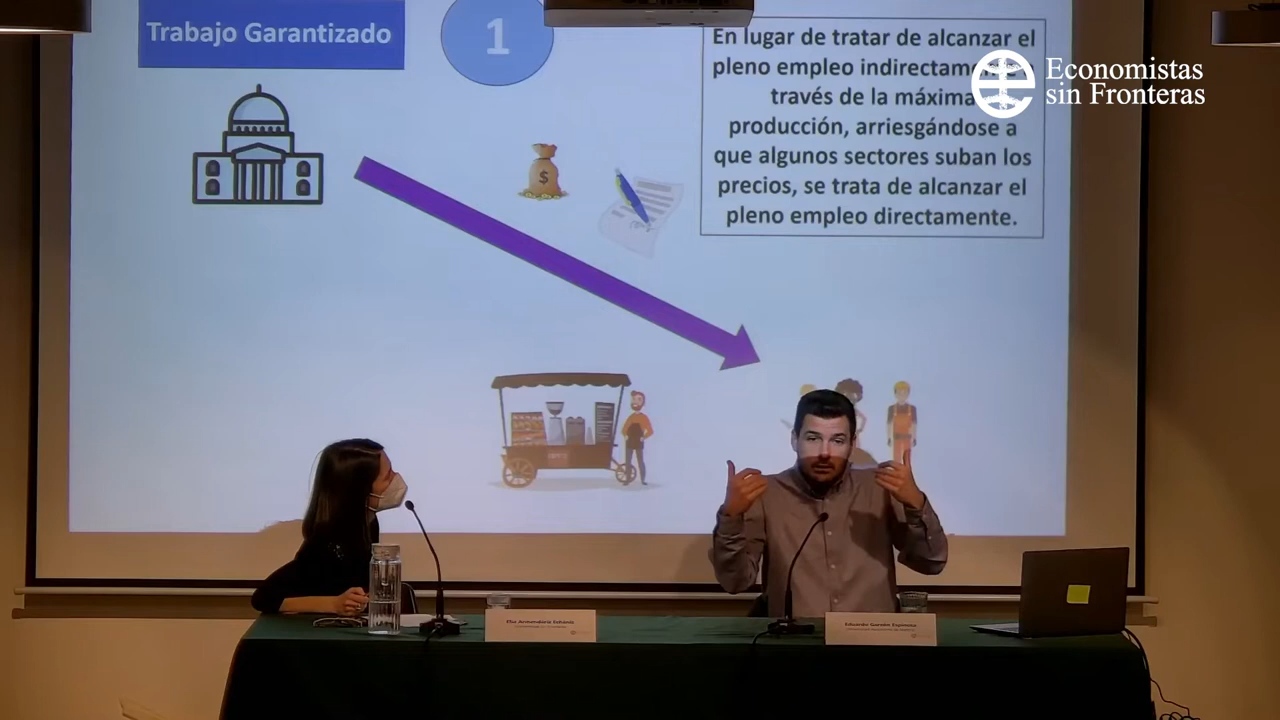 Trabajo Garantizado
1
En lugar de tratar de alcanzar el
pleno empleo indirectam
través de la máxima
producción, arriesgándose a
que algunos sectores suban los
precios, se trata de alcanzar el
pleno empleo directamente.
Economistas
sin Fronteras
$